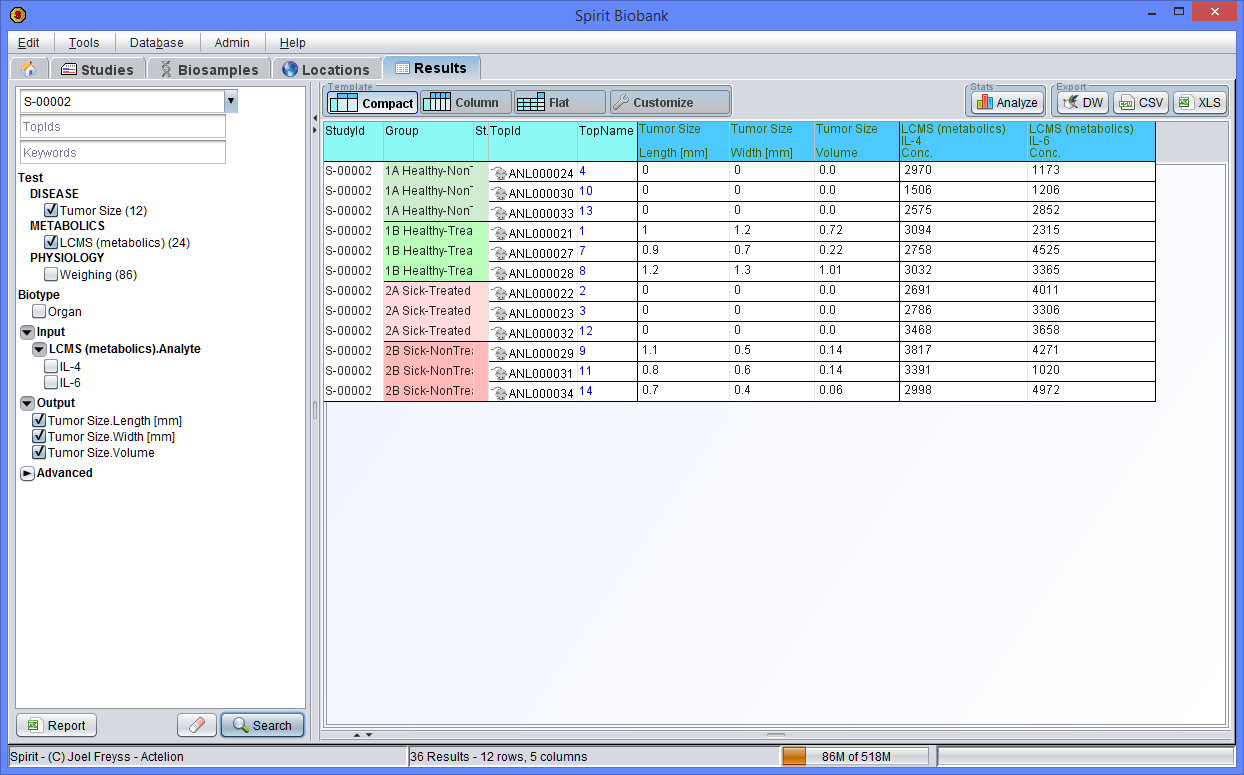 Spirit Biobank
Edit Tools Database Admin Help
Studies Biosamples Locations Results
S-00002
TopIds
Keywords
Test
DISEASE
Tumor Size (12)
METABOLICS
LCMS (metabolics) (24)
PHYSIOLOGY
Weighing (86)
Biotype
Organ
Input
LCMS (metabolics).Analyte
IL-4
IL-6
Output
Tumor Size.Length [mm]
Tumor Size.Width [mm]
Tumor Size.Volume
Advanced
Report Search
Template
Compact Column Flat Customize
Stats
Analyze
Export
DW CSV XLS
StudyId Group St. TopId TopName Tumor Size Length [mm] Tumor Size Width [mm] Tumor Size Volume LCMS (metabolics) IL-4 Conc. LCMS (metabolics) IL-6 Conc.
S-00002 1A Healthy-Non ANL000024 4 0 0 0.0 2970 1173
S-00002 1A Healthy-Non ANL000030 10 0 0 0.0 1506 1206
S-00002 1A Healthy-Non ANL000033 13 0 0 0.0 2575 2852
S-00002 1B Healthy-Trea ANL000021 1 1 1.2 0.72 3094 2315
S-00002 1B Healthy-Trea ANL000027 7 0.9 0.7 0.22 2758 4525
S-00002 1B Healthy-Trea ANL000028 8 1.2 1.3 1.01 3032 3365
S-00002 2A Sick-Treated ANL000022 2 0 0 0.0 2691 4011
S-00002 2A Sick-Treated ANL000023 3 0 0 0.0 2786 3306
S-00002 2A Sick-Treated ANL000032 12 0 0 0.0 3468 3658
S-00002 2B Sick-NonTrea ANL000029 9 1.1 0.5 0.14 3817 4271
S-00002 2B Sick-NonTrea ANL000031 11 0.8 0.6 0.14 3391 1020
S-00002 2B Sick-NonTrea ANL000034 14 0.7 0.4 0.06 2998 4972
Spirit - (C) Joel Freyss - Actelion 36 Results - 12 rows, 5 columns 86M of 518M